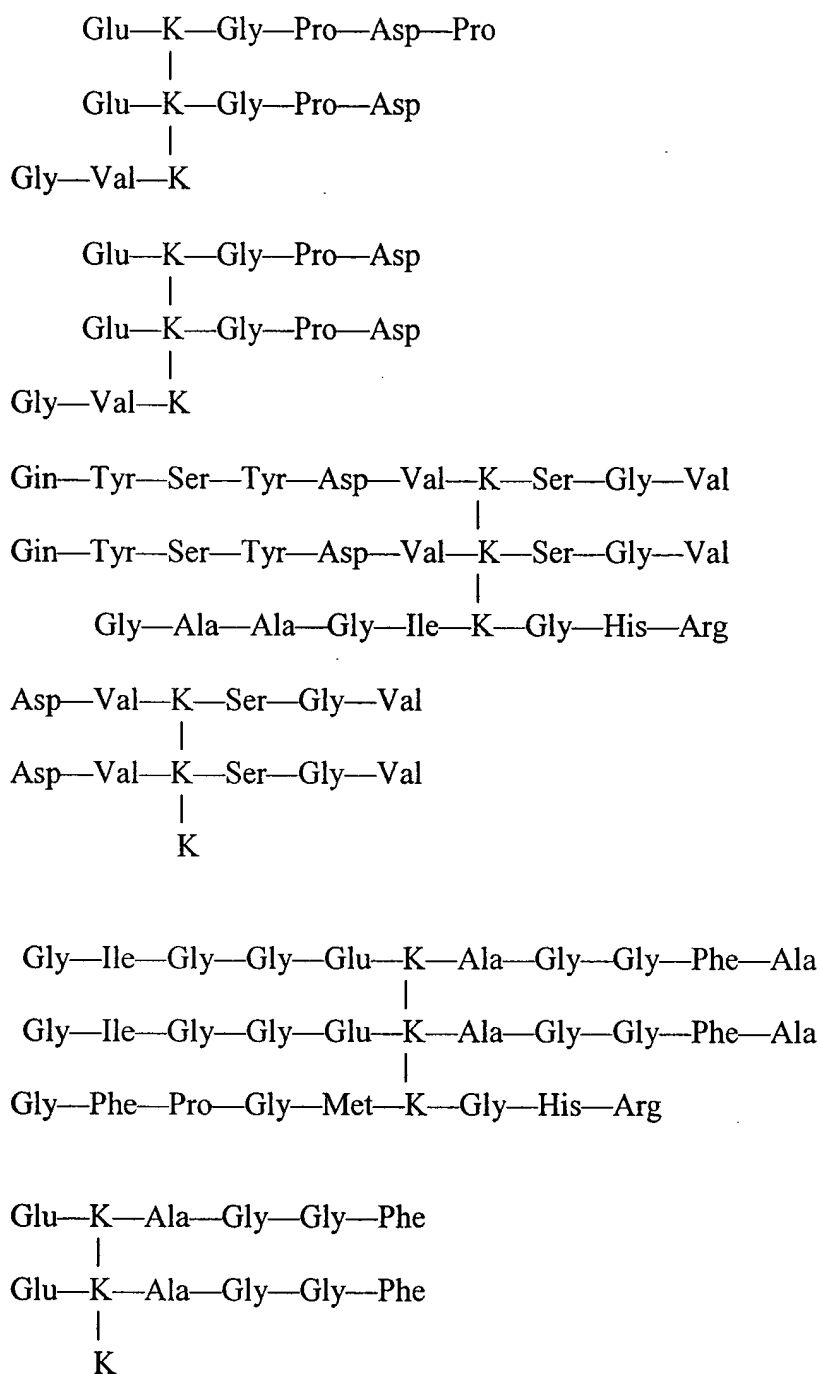 Glu—K—Gly—Pro—Asp—Pro
|
Glu—K—Gly—Pro—Asp
|
Gly—Val—K
Glu—K—Gly—Pro—Asp
|
Glu—K—Gly—Pro—Asp
|
Gly—Val—K
Gin—Tyr—Ser—Tyr—Asp—Val—K—Ser—Gly—Val
|
Gin—Tyr—Ser—Tyr—Asp—Val—K—Ser—Gly—Val
|
Gly—Ala—Ala—Gly—Ile—K—Gly—His—Arg
Asp—Val—K—Ser—Gly—Val
|
Asp—Val—K—Ser—Gly—Val
|
K
Gly—Ile—Gly—Gly—Glu—K—Ala—Gly—Gly—Phe—Ala
|
Gly—Ile—Gly—Gly—Glu—K—Ala—Gly—Gly—Phe—Ala
|
Gly—Phe—Pro—Gly—Met—K—Gly—His—Arg
Glu—K—Ala—Gly—Gly—Phe
|
Glu—K—Ala—Gly—Gly—Phe
|
K